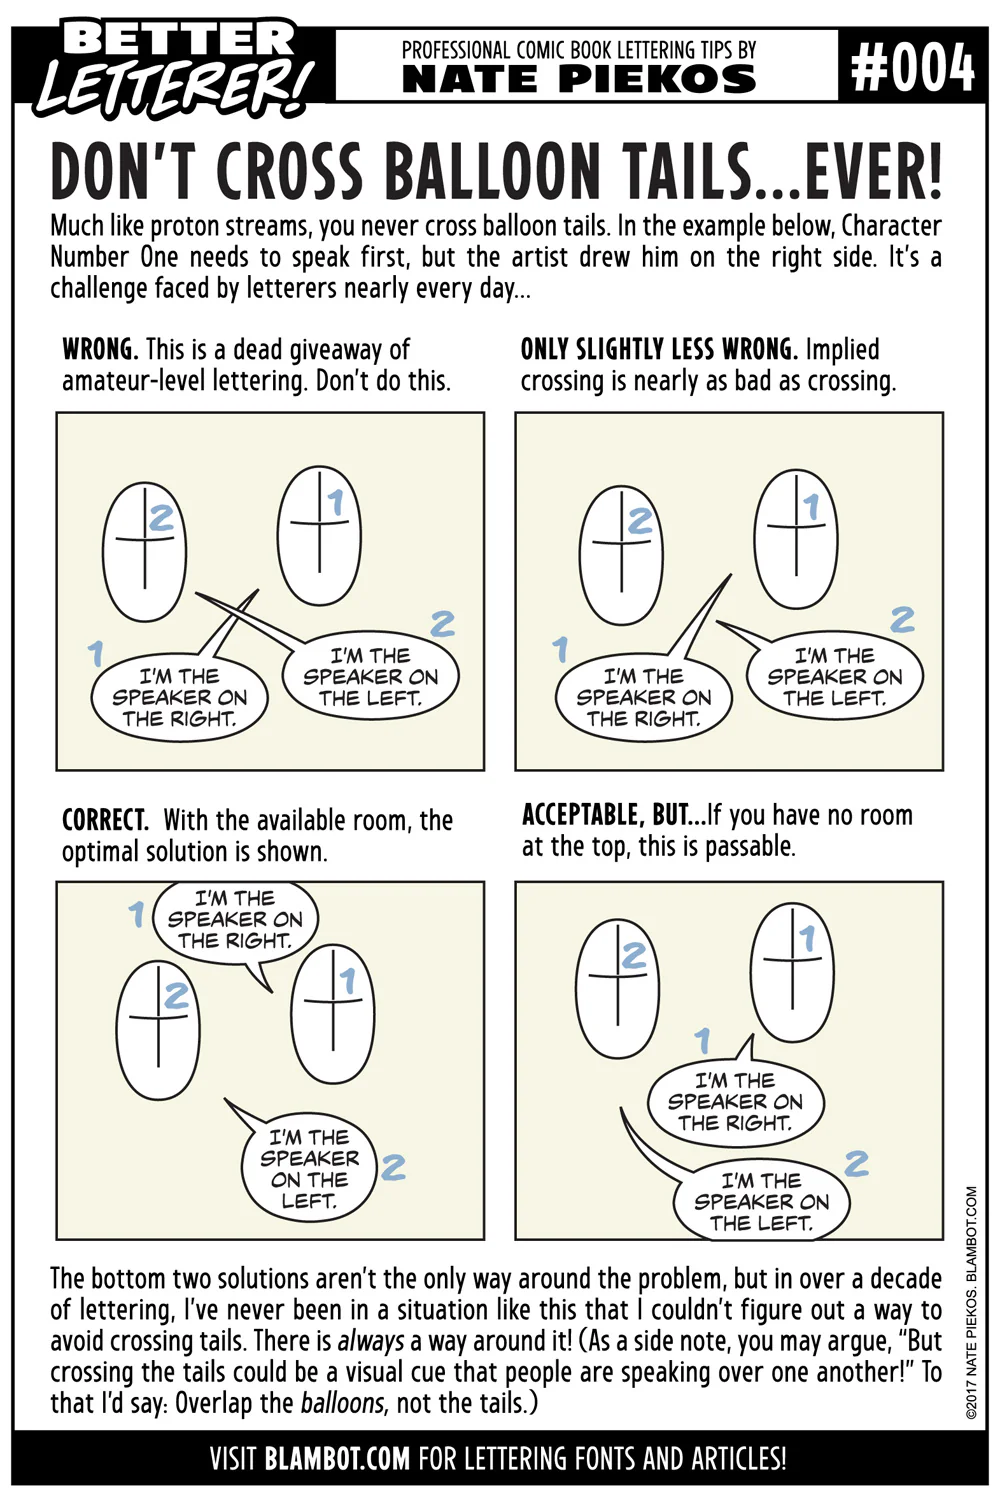 BETTER
LETTERER!
PROFESSIONAL COMIC BOOK LETTERING TIPS BY
NATE PIEKOS
#004
DON'T CROSS BALLOON TAILS...EVER!
Much like proton streams, you never cross balloon tails. In the example below, Character
Number One needs to speak first, but the artist drew him on the right side. It's a
challenge faced by letterers nearly every day...
WRONG. This is a dead giveaway of
amateur-level lettering. Don't do this.
2
1
1
I'M THE
SPEAKER ON
THE RIGHT.
2
I'M THE
SPEAKER ON
THE LEFT.
ONLY SLIGHTLY LESS WRONG. Implied
crossing is nearly as bad as crossing.
2
1
1
I'M THE
SPEAKER ON
THE RIGHT.
2
I'M THE
SPEAKER ON
THE LEFT.
CORRECT. With the available room, the
optimal solution is shown.
1
I'M THE
SPEAKER ON
THE RIGHT.
2
1
I'M THE
SPEAKER
ON THE
LEFT.
2
ACCEPTABLE, BUT...If you have no room
at the top, this is passable.
2
1
1
I'M THE
SPEAKER ON
THE RIGHT.
2
I'M THE
SPEAKER ON
THE LEFT.
The bottom two solutions aren't the only way around the problem, but in over a decade
of lettering, I've never been in a situation like this that I couldn't figure out a way to
avoid crossing tails. There is always a way around it! (As a side note, you may argue, “But
crossing the tails could be a visual cue that people are speaking over one another!” To
that I'd say: Overlap the balloons, not the tails.)
©2017 NATE PIEKOS. BLAMBOT.COM
VISIT BLAMBOT.COM FOR LETTERING FONTS AND ARTICLES!